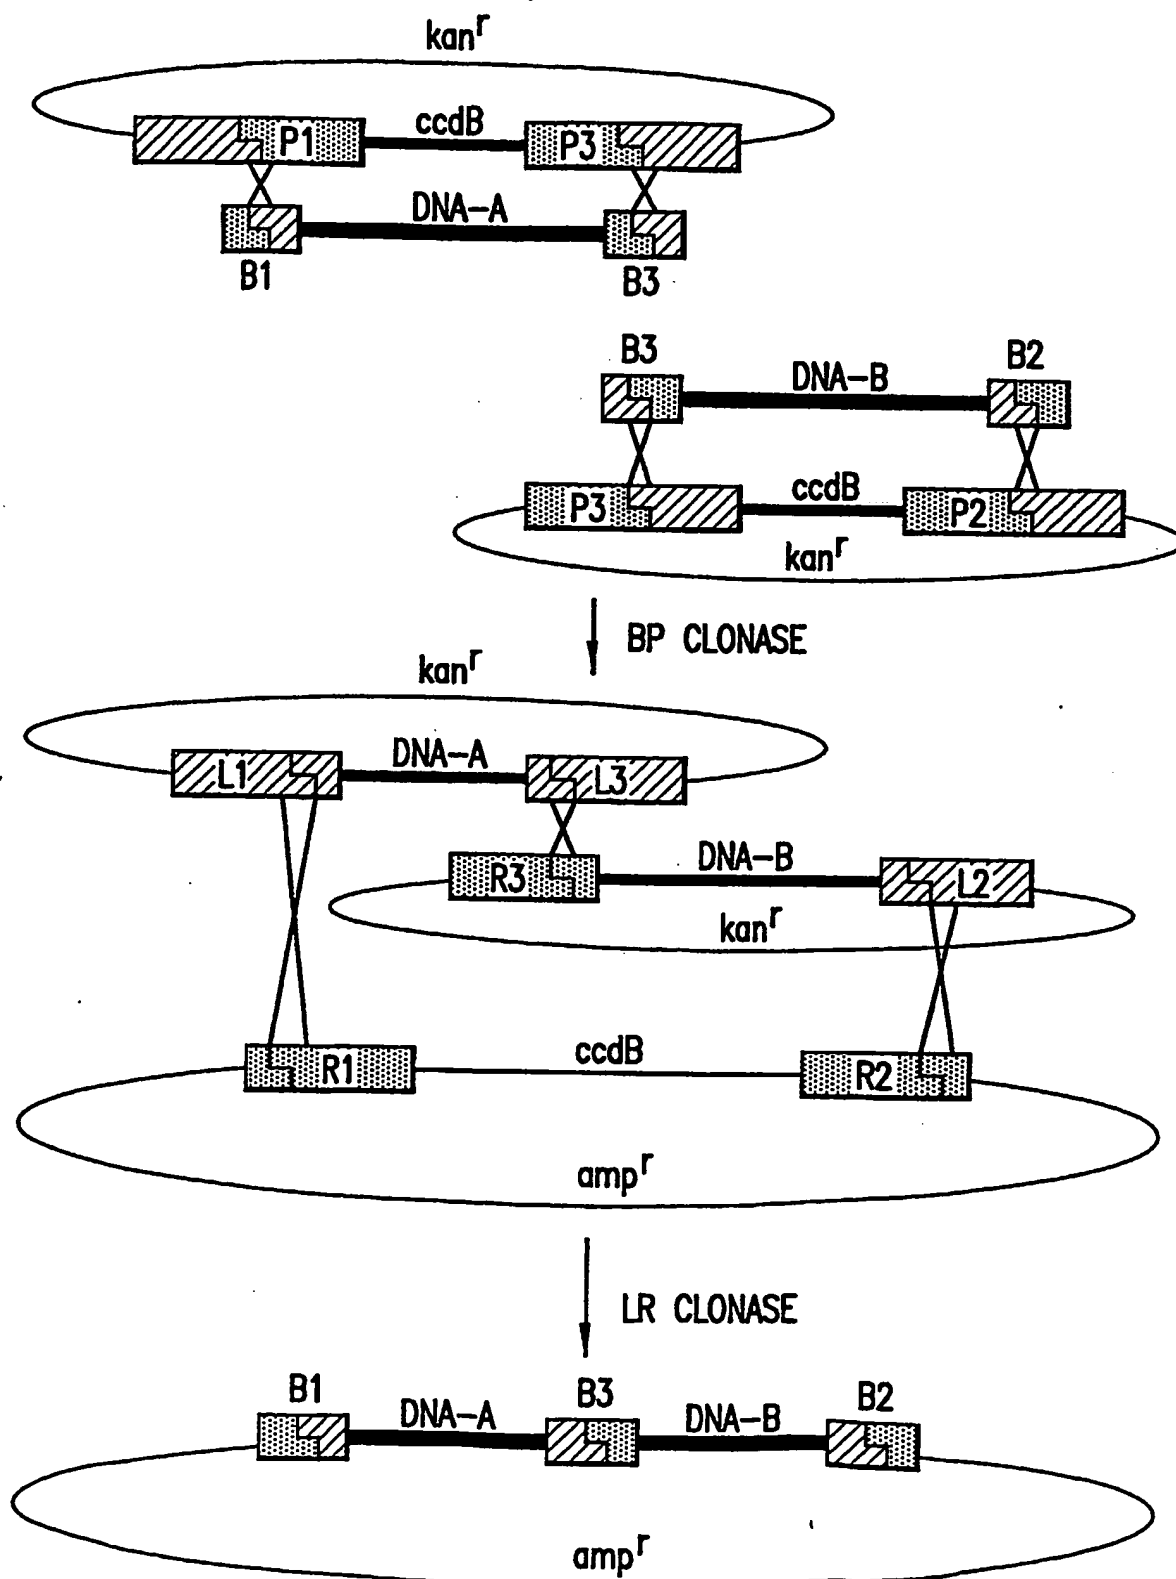 kanr
P1 ccdB P3
DNA-A
B1 B3
B3 B2
DNA-B
P3 ccdB P2
kanr
BP CLONASE
kanr
L1 DNA-A L3
R3 DNA-B L2
kanr
R1 ccdB R2
ampr
LR CLONASE
B1 B3 B2
DNA-A DNA-B
ampr